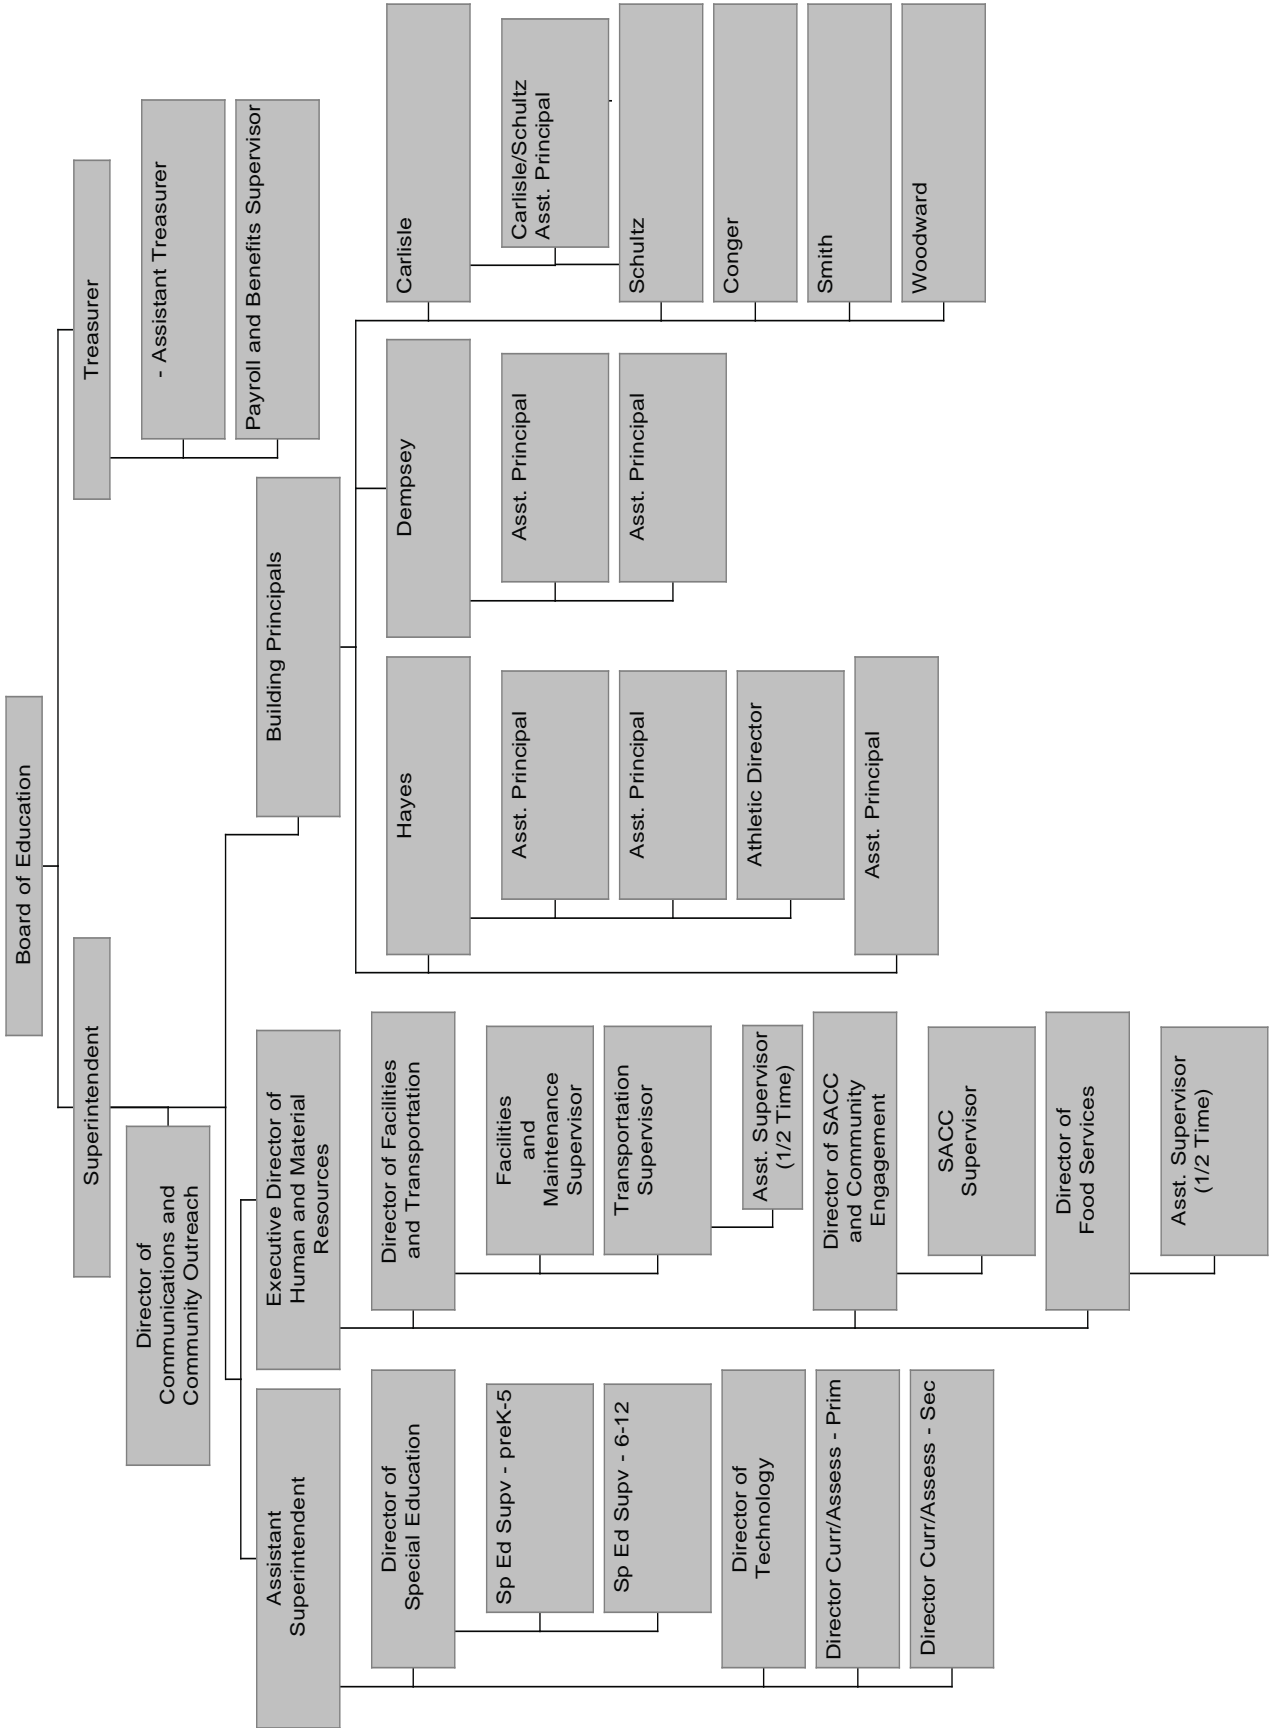 Board of Education
Superintendent
Treasurer
Director of
Communications and
Community Outreach
- Assistant Treasurer
Payroll and Benefits Supervisor
Assistant
Superintendent
Executive Director of
Human and Material
Resources
Building Principals
Director of
Special Education
Sp Ed Supv - preK-5
Sp Ed Supv - 6-12
Director of
Technology
Director Curr/Assess - Prim
Director Curr/Assess - Sec
Director of Facilities
and Transportation
Facilities
and
Maintenance
Supervisor
Transportation
Supervisor
Asst. Supervisor
(1/2 Time)
Director of SACC
and Community
Engagement
SACC
Supervisor
Director of
Food Services
Asst. Supervisor
(1/2 Time)
Hayes
Asst. Principal
Asst. Principal
Athletic Director
Asst. Principal
Dempsey
Asst. Principal
Asst. Principal
Carlisle
Carlisle/Schultz
Asst. Principal
Schultz
Conger
Smith
Woodward